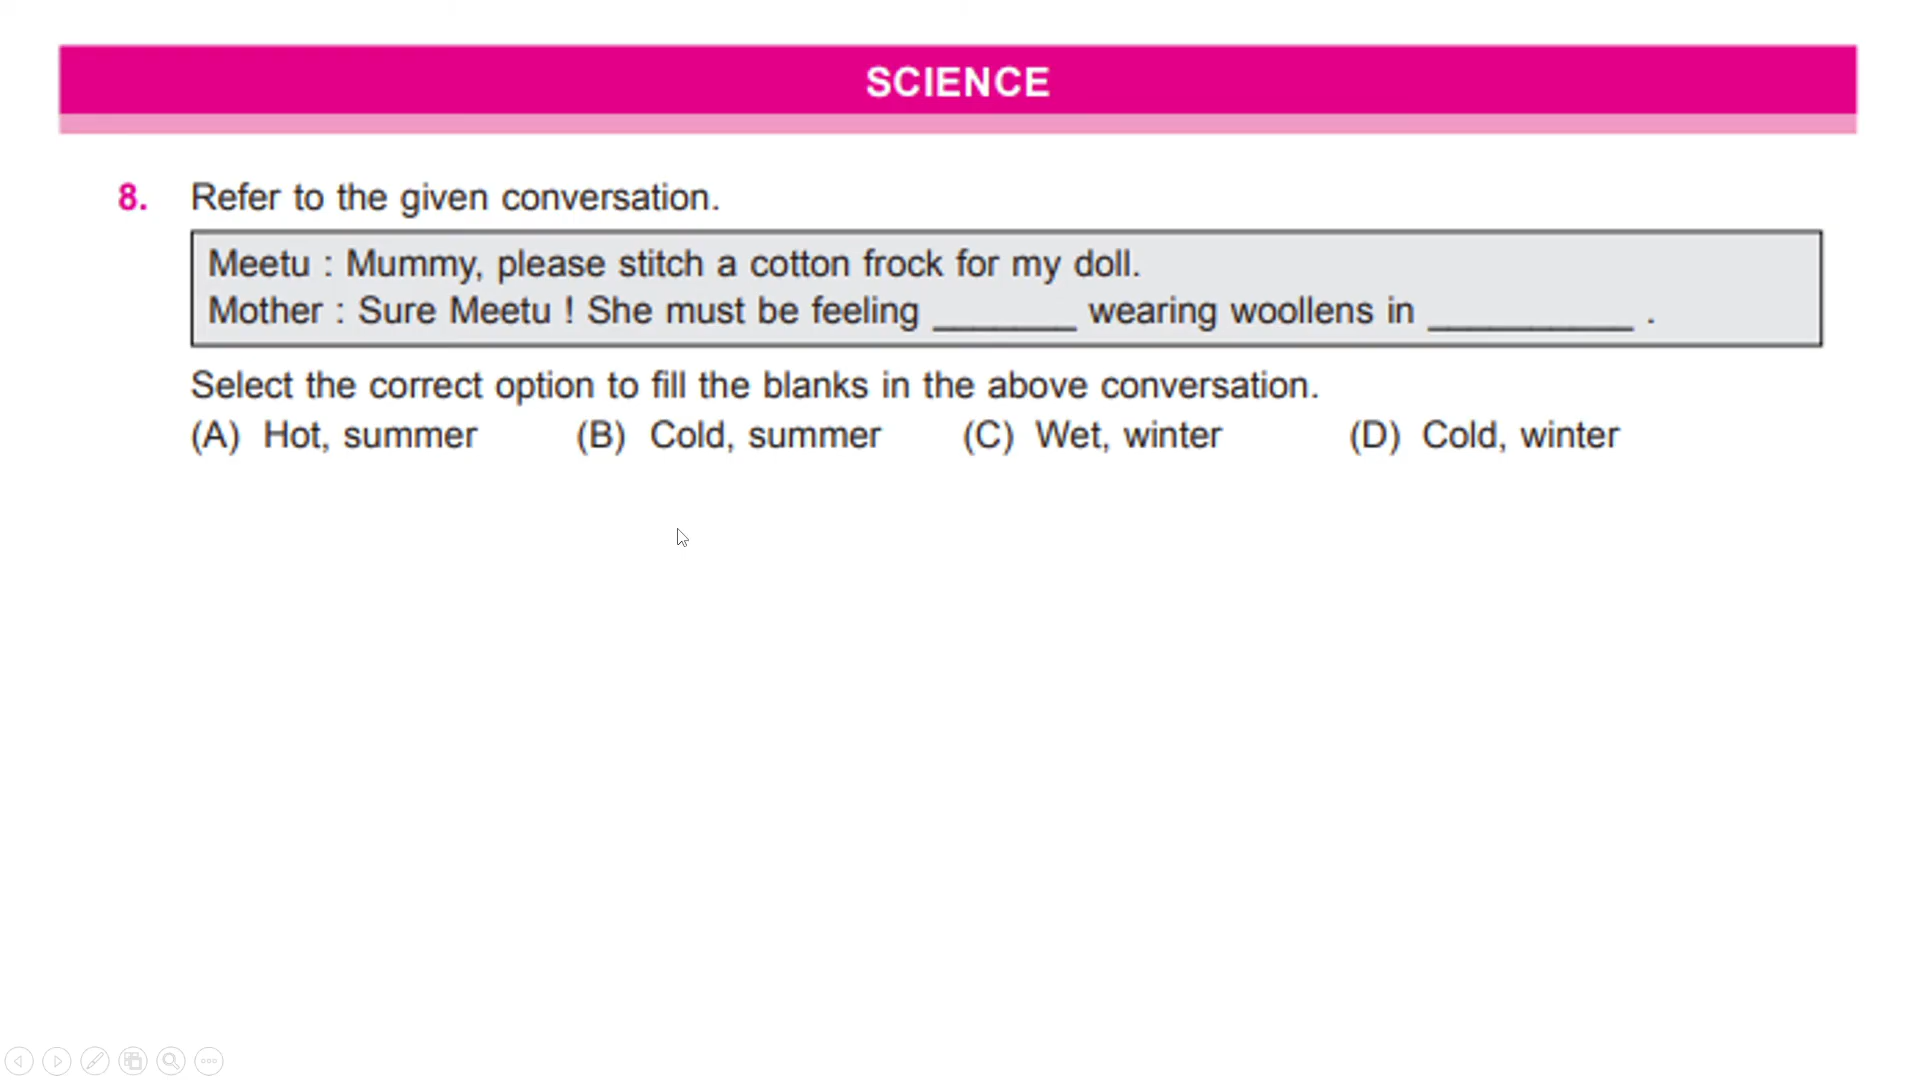 SCIENCE
8. Refer to the given conversation.
Meetu : Mummy, please stitch a cotton frock for my doll.
Mother : Sure Meetu ! She must be feeling _______ wearing woollens in __________ .
Select the correct option to fill the blanks in the above conversation.
(A) Hot, summer (B) Cold, summer (C) Wet, winter (D) Cold, winter